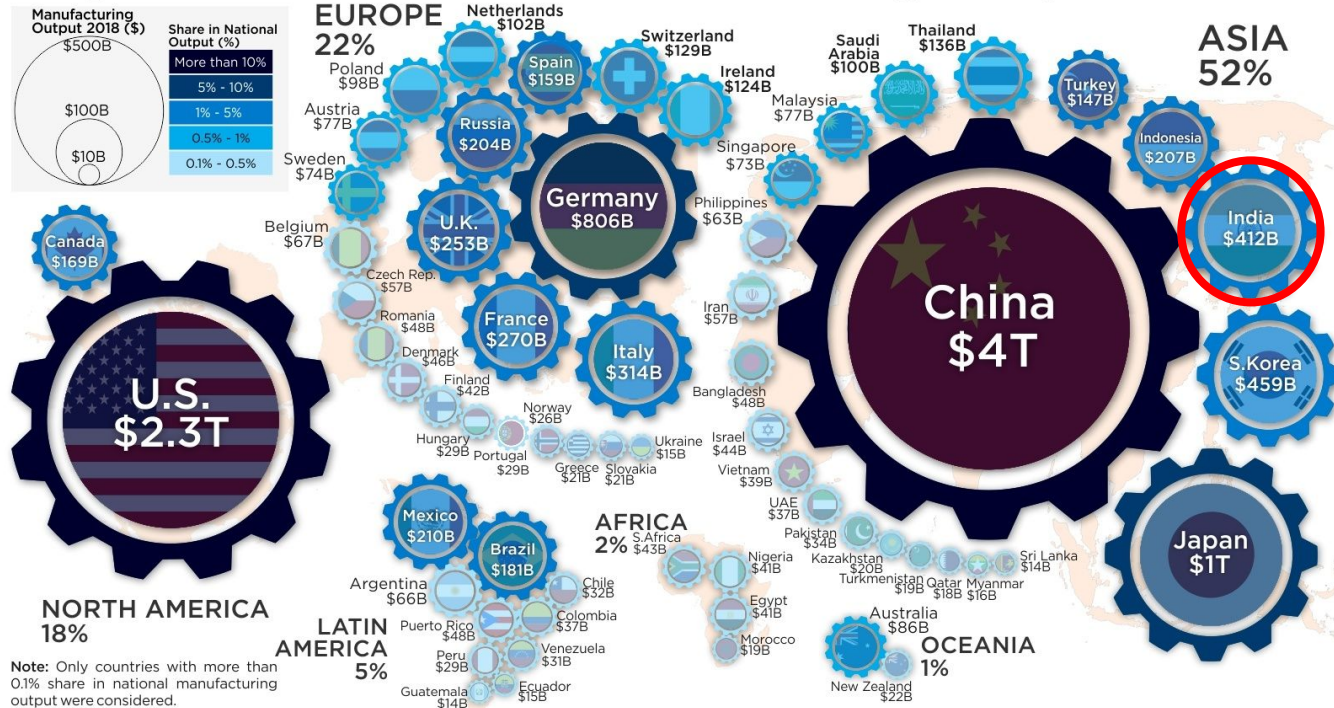 Manufacturing
Output 2018 ($)
$500B
$100B
$10B
Share in National
Output (%)
More than 10%
5% - 10%
1% - 5%
0.5% - 1%
0.1% - 0.5%
EUROPE
22%
Netherlands
$102B
Spain
$159B
Switzerland
$129B
Ireland
$124B
Poland
$98B
Austria
$77B
Sweden
$74B
Belgium
$67B
Czech Rep.
$57B
Romania
$48B
Denmark
$46B
Finland
$42B
Hungary
$29B
Portugal
$29B
Norway
$26B
Greece
$21B
Slovakia
$21B
Ukraine
$15B
Russia
$204B
Germany
$806B
U.K.
$253B
France
$270B
Italy
$314B
ASIA
52%
Saudi
Arabia
$100B
Thailand
$136B
Turkey
$147B
Indonesia
$207B
India
$412B
S.Korea
$459B
Japan
$1T
China
$4T
Malaysia
$77B
Singapore
$73B
Philippines
$63B
Iran
$57B
Bangladesh
$48B
Israel
$44B
Vietnam
$39B
UAE
$37B
Pakistan
$34B
Kazakhstan
$20B
Turkmenistan
$19B
Qatar
$18B
Myanmar
$16B
Sri Lanka
$14B
Canada
$169B
U.S.
$2.3T
NORTH AMERICA
18%
Note: Only countries with more than
0.1% share in national manufacturing
output were considered.
LATIN
AMERICA
5%
Mexico
$210B
Brazil
$181B
Argentina
$66B
Chile
$32B
Puerto Rico
$48B
Colombia
$37B
Peru
$29B
Venezuela
$31B
Guatemala
$14B
Ecuador
$15B
AFRICA
2%
S.Africa
$43B
Nigeria
$41B
Egypt
$41B
Morocco
$19B
Australia
$86B
OCEANIA
1%
New Zealand
$22B